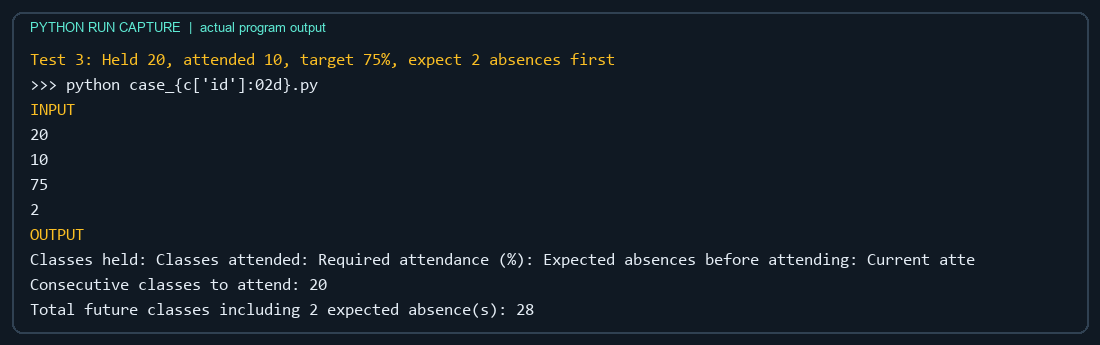 PYTHON RUN CAPTURE | actual program output
Test 3: Held 20, attended 10, target 75%, expect 2 absences first
>>> python case_{c['id']:02d}.py
INPUT
20
10
75
2
OUTPUT
Classes held: Classes attended: Required attendance (%): Expected absences before attending: Current atte
Consecutive classes to attend: 20
Total future classes including 2 expected absence(s): 28